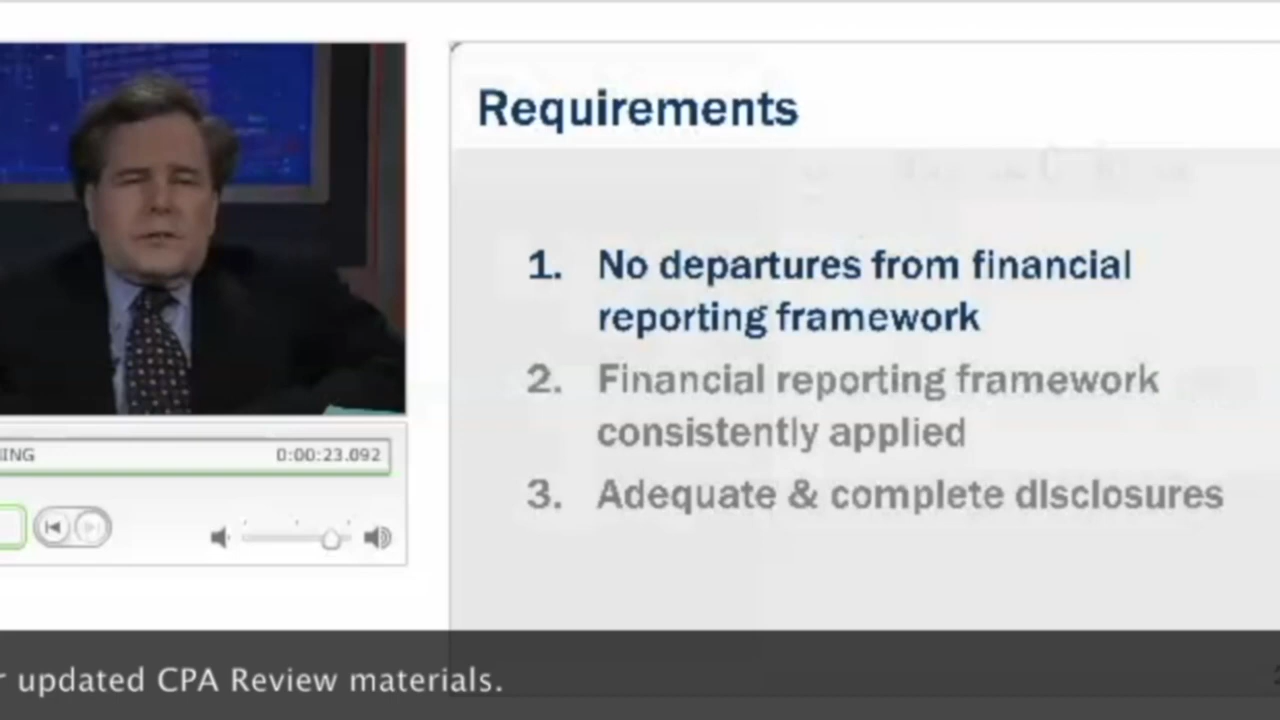 Requirements
1. No departures from financial
reporting framework
2. Financial reporting framework
consistently applied
3. Adequate & complete disclosures
ING 0:00:23.092
updated CPA Review materials.